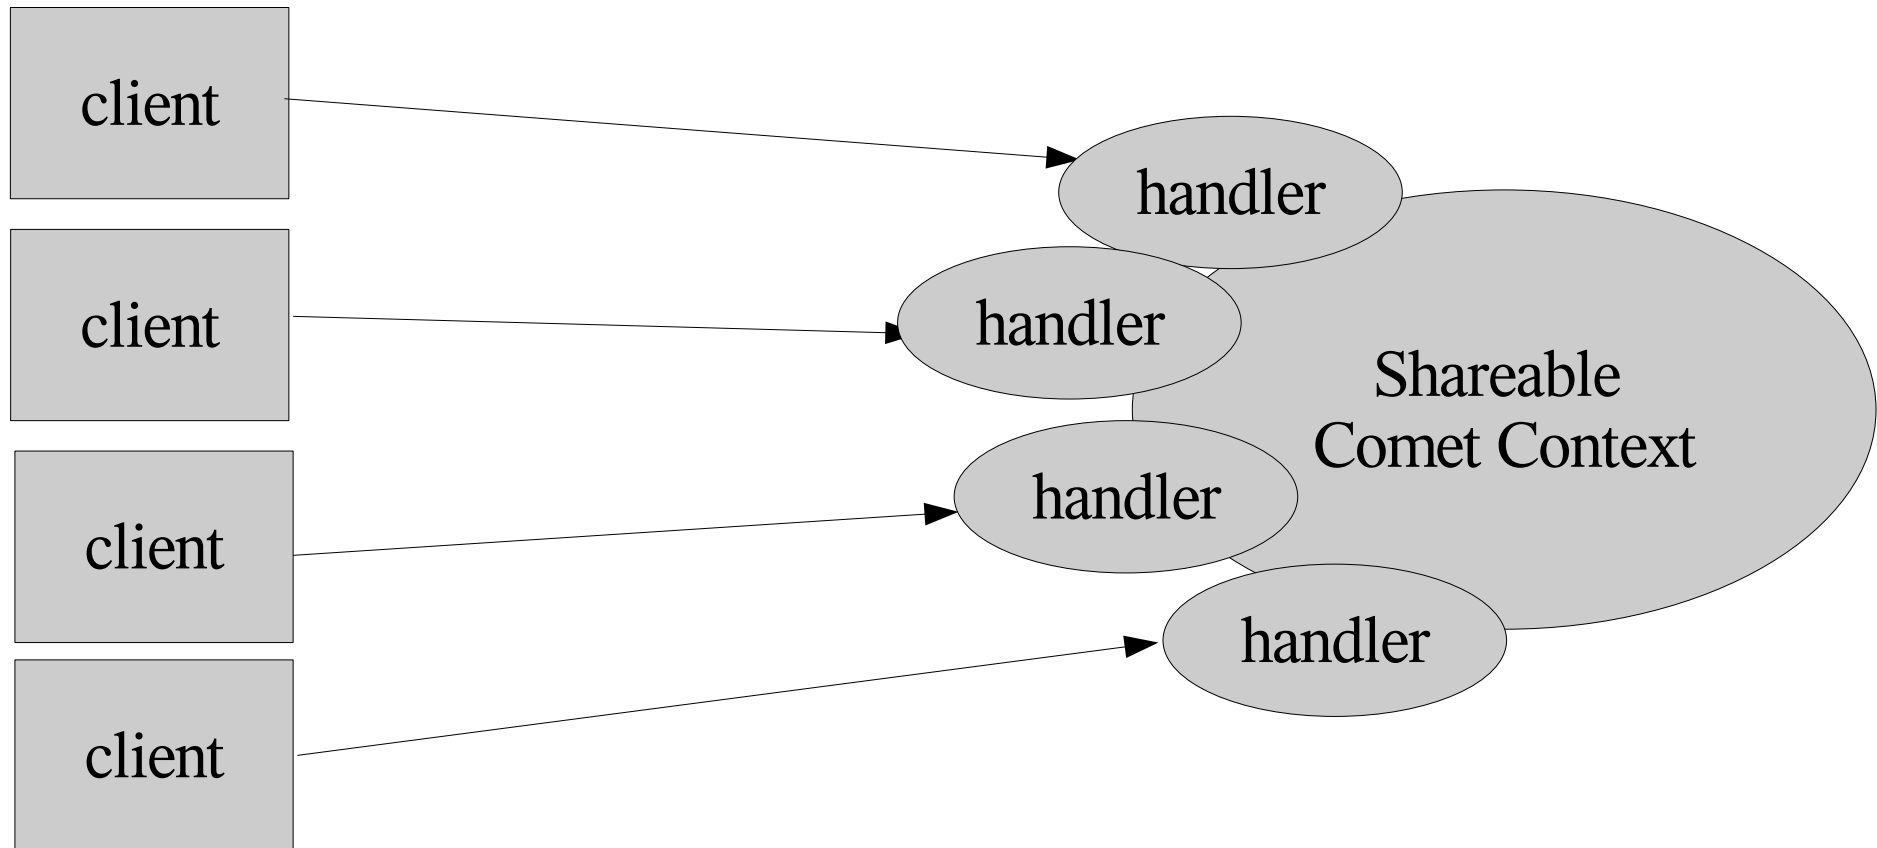 client
handler
client
handler
Shareable
Comet Context
client
handler
client
handler